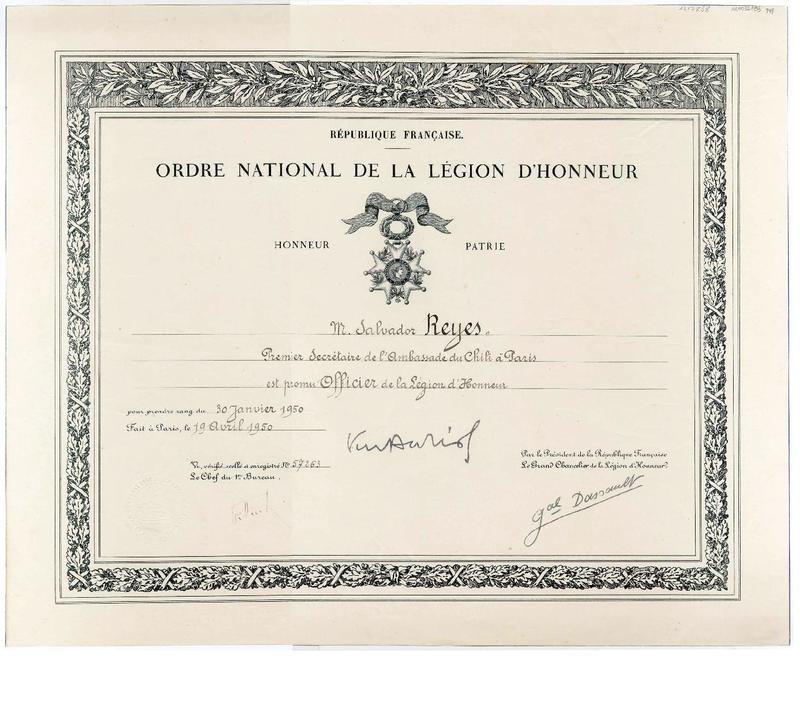 RÉPUBLIQUE FRANÇAISE.
ORDRE NATIONAL DE LA LÉGION D'HONNEUR
HONNEUR PATRIE
M. Salvador Reyes.
Premier Secrétaire de l'Ambassade du Chili à Paris
est promu Officier de la Légion d'Honneur
pour prendre rang du 30 Janvier 1950
Fait à Paris, le 19 Avril 1950
Vu, vérifié, scellé & enregistré No. 57263
Le Chef du 1er Bureau,
Par le Président de la République Française
Le Grand Chancelier de la Légion d'Honneur,
Gal Dassault